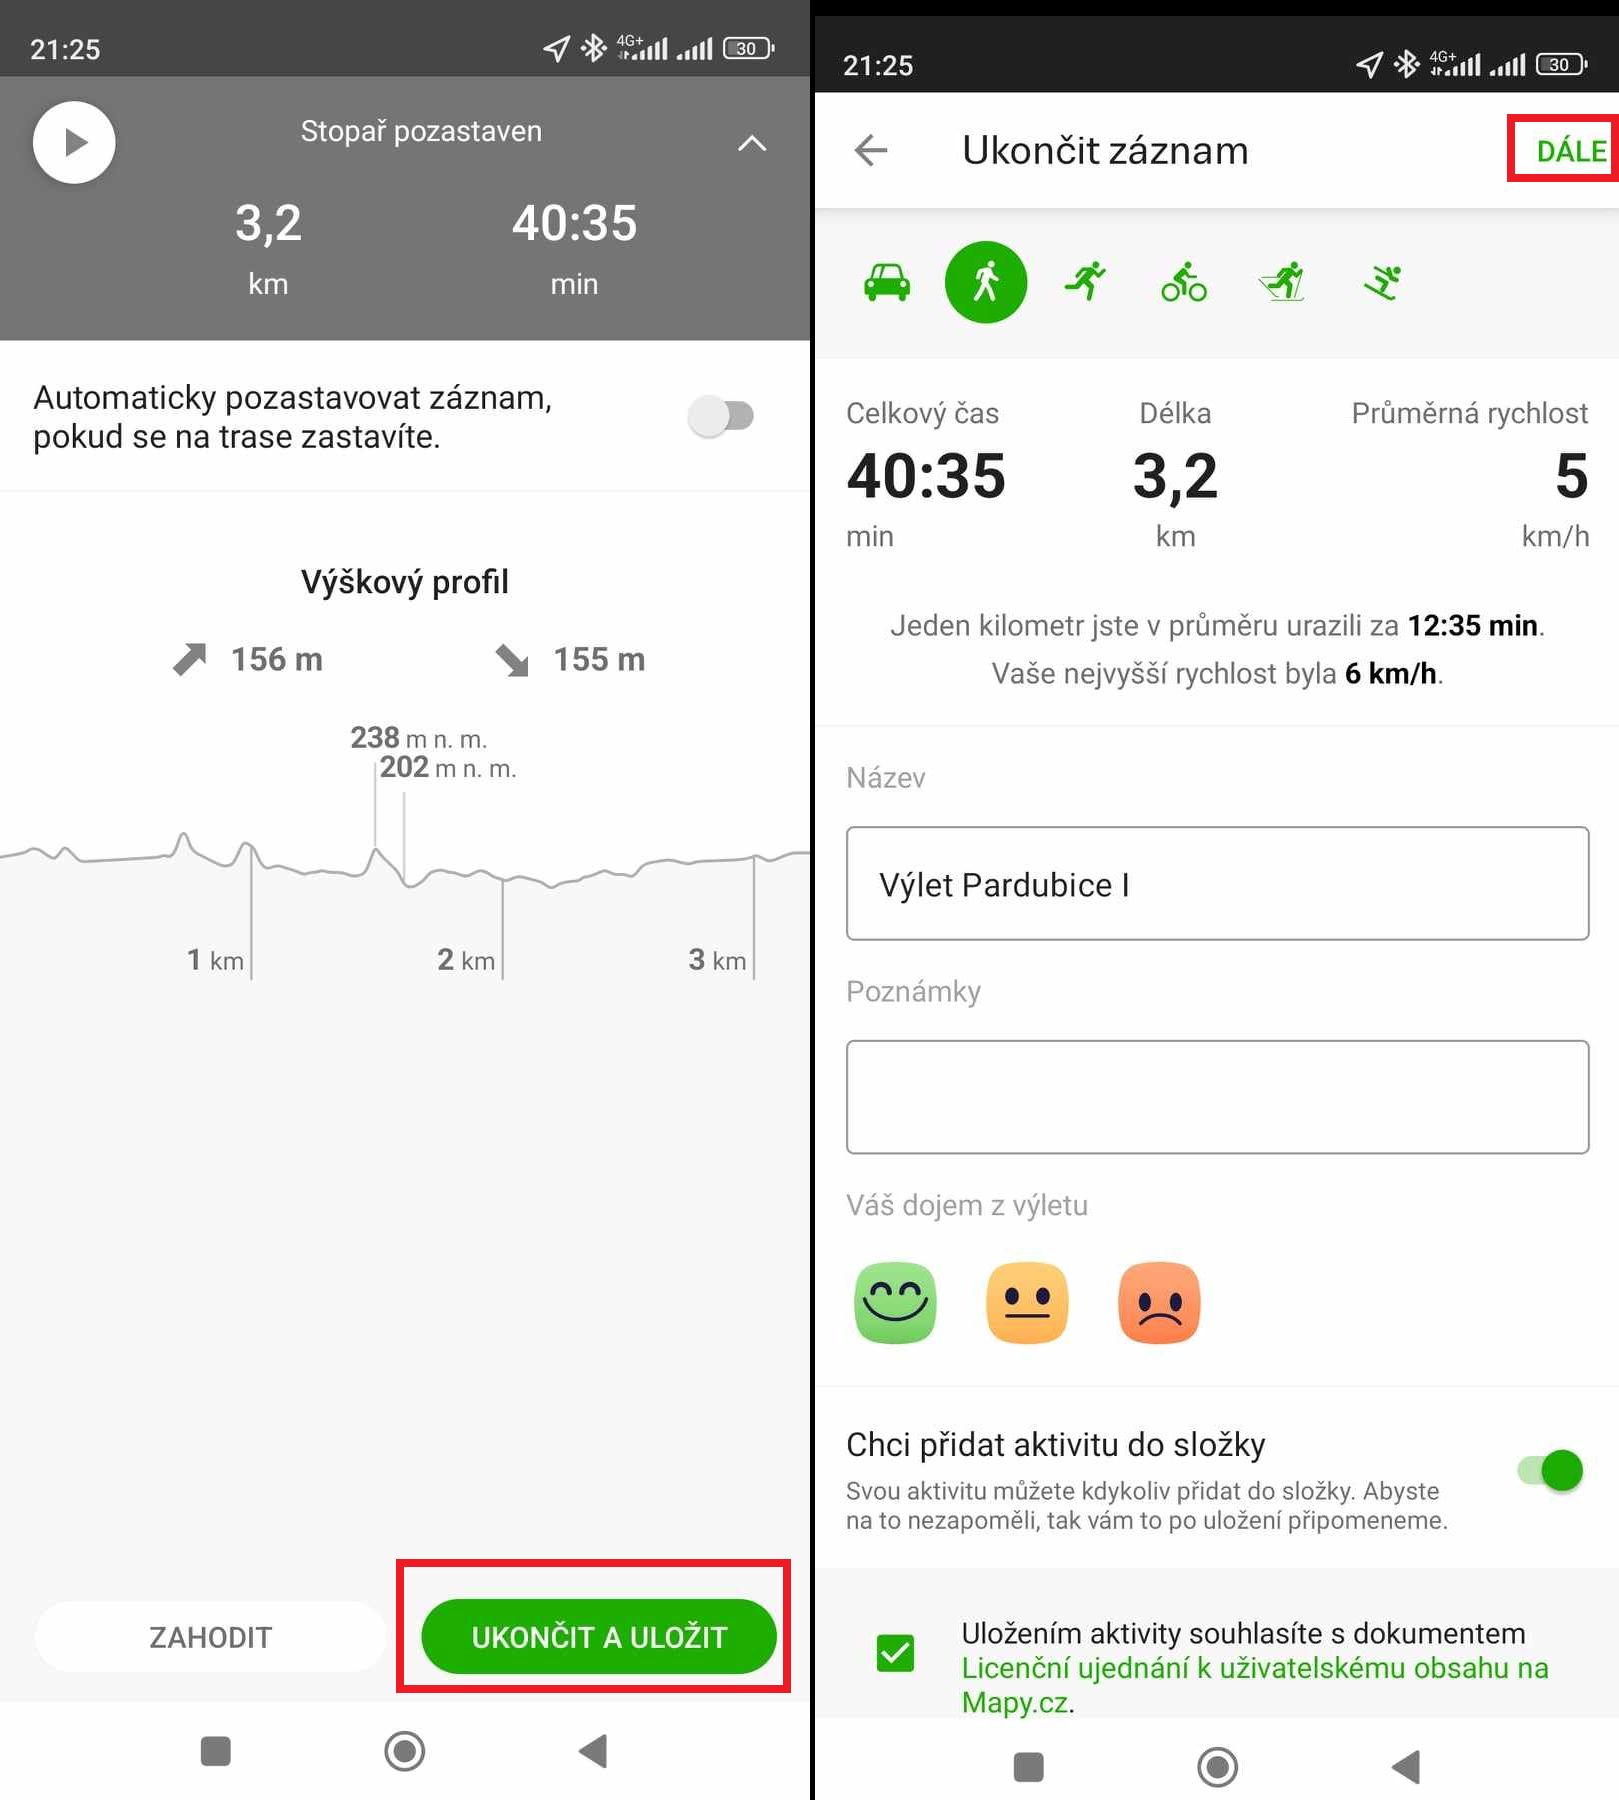 21:25
4G+
30
Stopař pozastaven
3,2
40:35
km
min
Automaticky pozastavovat záznam,
pokud se na trase zastavíte.
Výškový profil
156 m
155 m
238 m n. m.
202 m n. m.
1 km
2 km
3 km
ZAHODIT
UKONČIT A ULOŽIT
21:25
4G+
30
Ukončit záznam
DÁLE
Celkový čas
Délka
Průměrná rychlost
40:35
3,2
5
min
km
km/h
Jeden kilometr jste v průměru urazili za 12:35 min.
Vaše nejvyšší rychlost byla 6 km/h.
Název
Výlet Pardubice I
Poznámky
Váš dojem z výletu
Chci přidat aktivitu do složky
Svou aktivitu můžete kdykoliv přidat do složky. Abyste
na to nezapoměli, tak vám to po uložení připomeneme.
Uložením aktivity souhlasíte s dokumentem
Licenční ujednání k uživatelskému obsahu na
Mapy.cz.